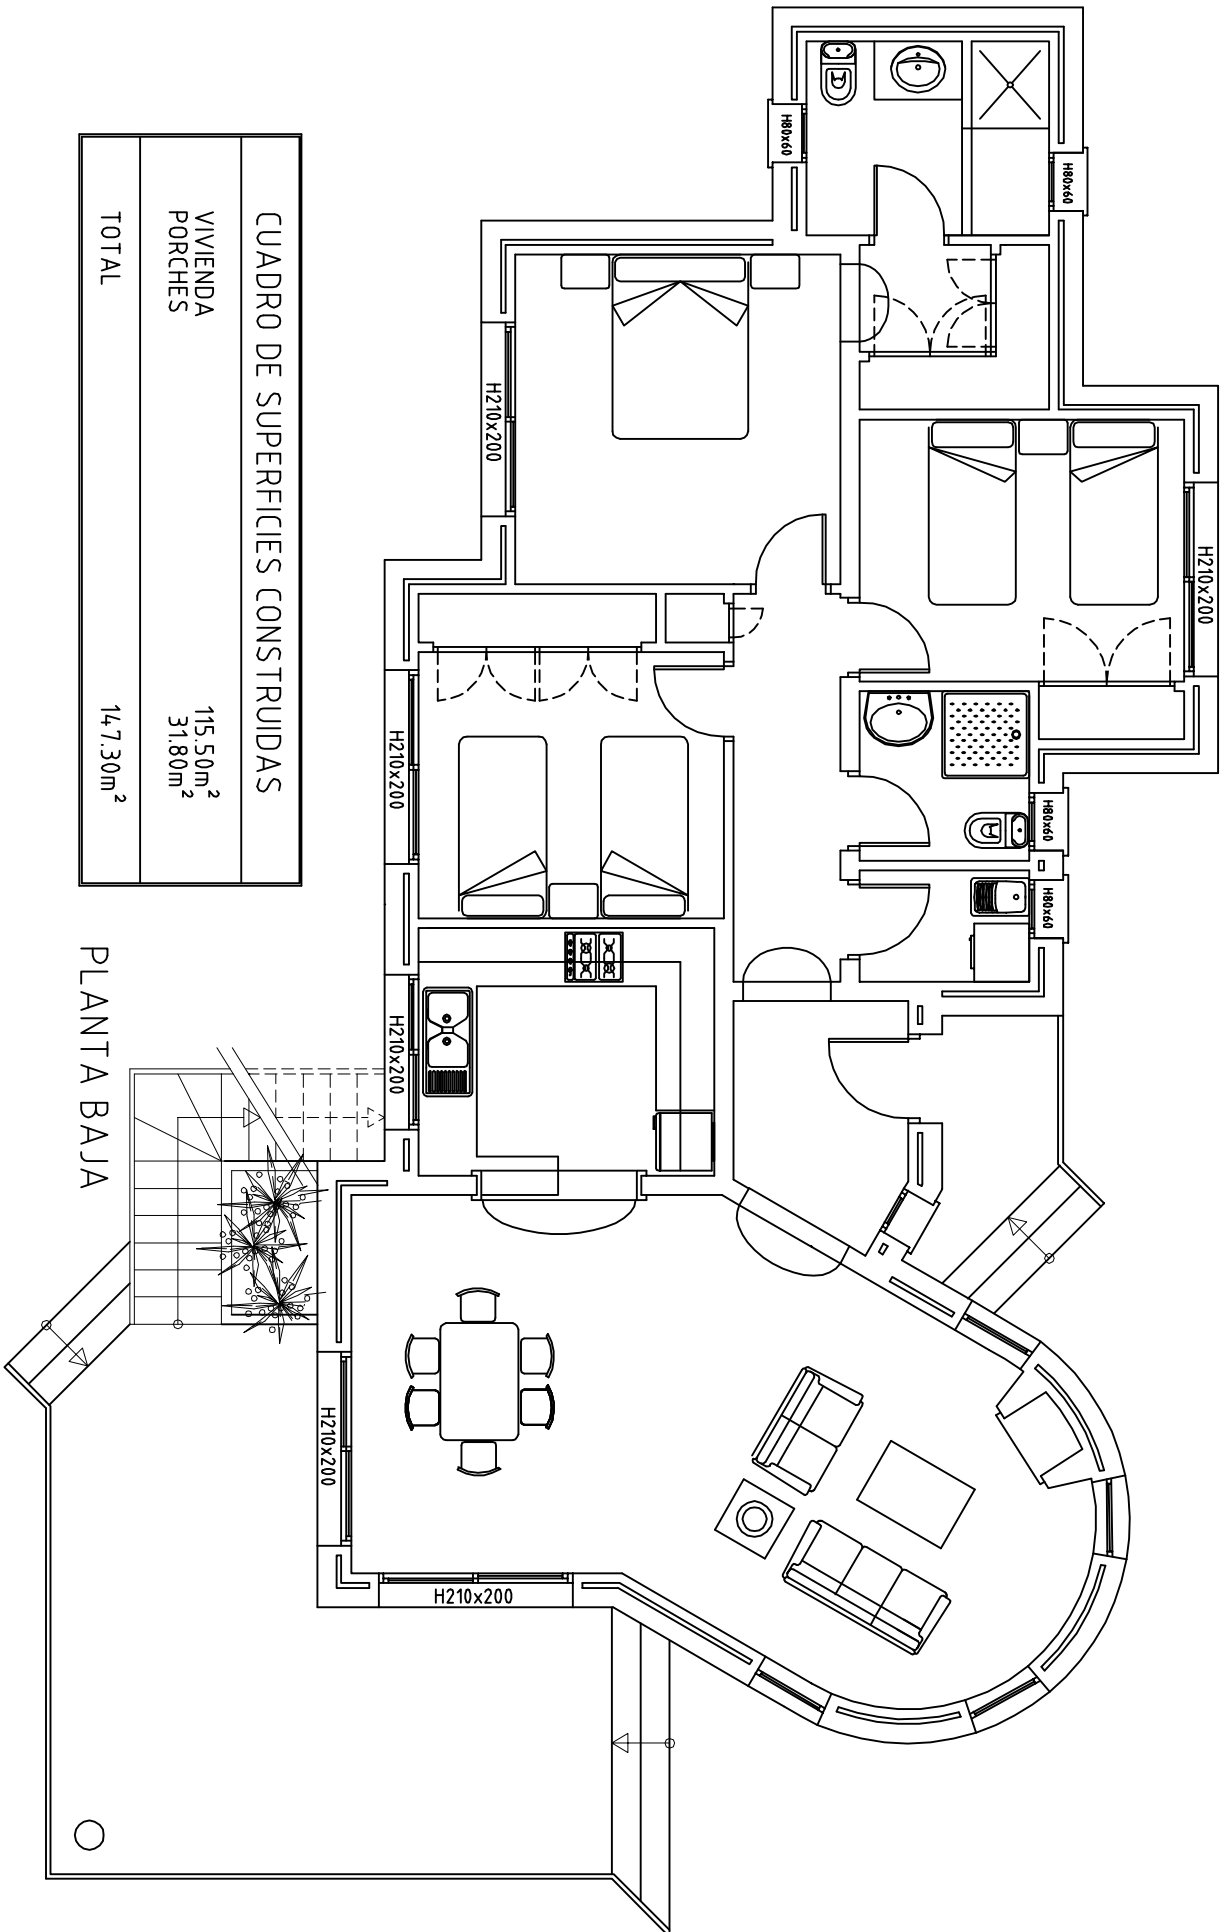 CUADRO DE SUPERFICIES CONSTRUIDAS
VIVIENDA 115.50m²
PORCHES 31.80m²
TOTAL 147.30m²
PLANTA BAJA
H80x60
H80x60
H210x200
H210x200
H80x60
H80x60
H210x200
H210x200
H210x200
H210x200